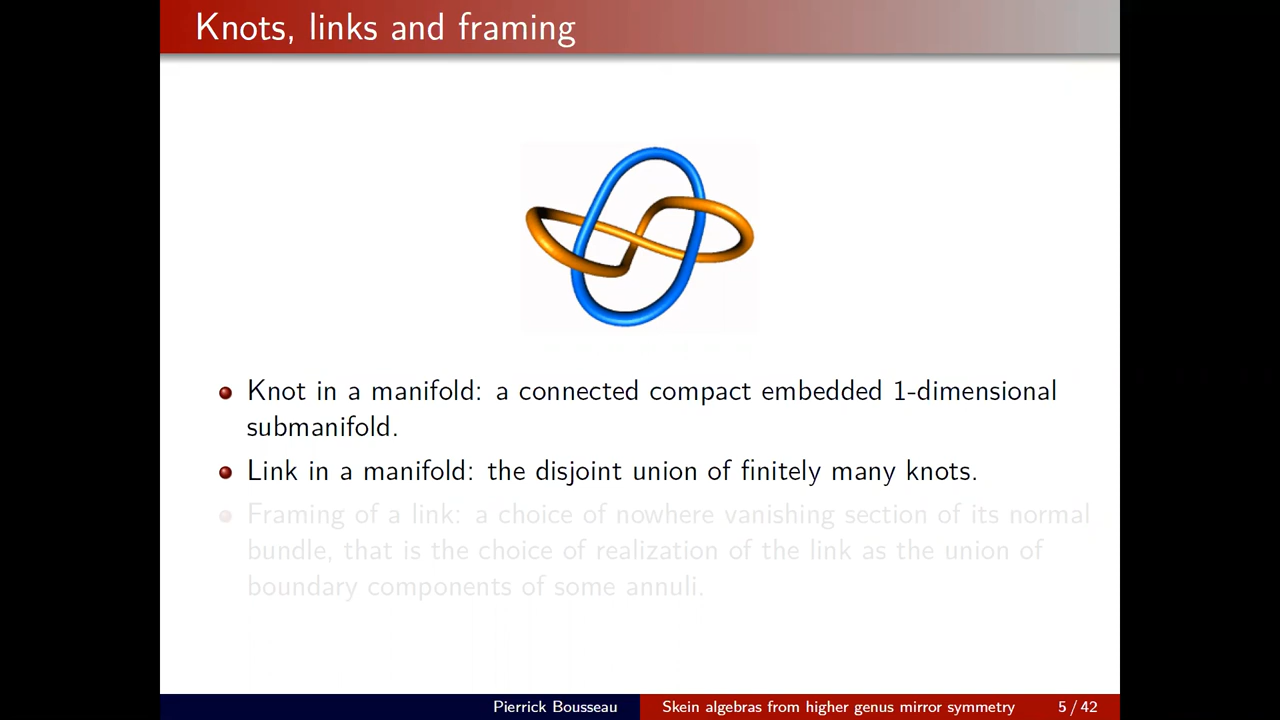 Knots, links and framing
Knot in a manifold: a connected compact embedded 1-dimensional
submanifold.
Link in a manifold: the disjoint union of finitely many knots.
Framing of a link: a choice of nowhere vanishing section of its normal
bundle, that is the choice of realization of the link as the union of
boundary components of some annuli.
Pierrick Bousseau Skein algebras from higher genus mirror symmetry 5 / 42